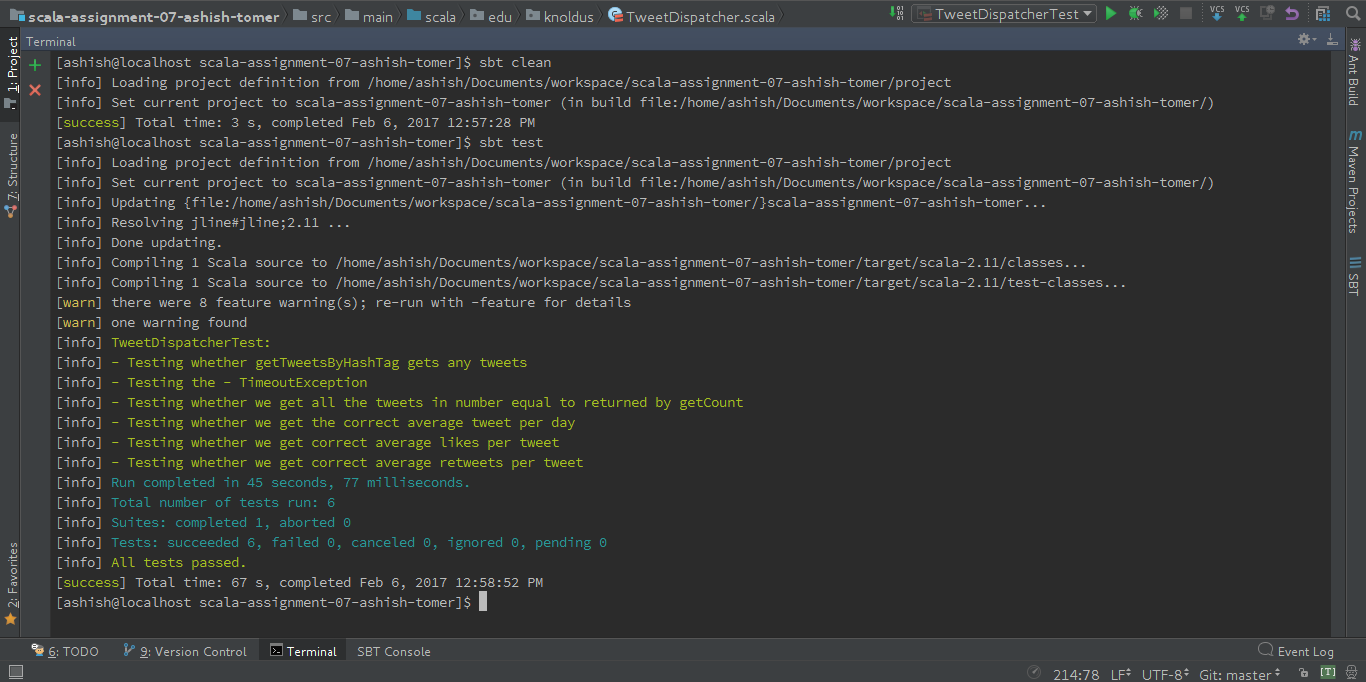 scala-assignment-07-ashish-tomer src main scala edu knoldus TweetDispatcher.scala TweetDispatcherTest VCS VCS
Terminal
1: Project
7: Structure
2: Favorites
[ashish@localhost scala-assignment-07-ashish-tomer]$ sbt clean
[info] Loading project definition from /home/ashish/Documents/workspace/scala-assignment-07-ashish-tomer/project
[info] Set current project to scala-assignment-07-ashish-tomer (in build file:/home/ashish/Documents/workspace/scala-assignment-07-ashish-tomer/)
[success] Total time: 3 s, completed Feb 6, 2017 12:57:28 PM
[ashish@localhost scala-assignment-07-ashish-tomer]$ sbt test
[info] Loading project definition from /home/ashish/Documents/workspace/scala-assignment-07-ashish-tomer/project
[info] Set current project to scala-assignment-07-ashish-tomer (in build file:/home/ashish/Documents/workspace/scala-assignment-07-ashish-tomer/)
[info] Updating {file:/home/ashish/Documents/workspace/scala-assignment-07-ashish-tomer/}scala-assignment-07-ashish-tomer...
[info] Resolving jline#jline;2.11 ...
[info] Done updating.
[info] Compiling 1 Scala source to /home/ashish/Documents/workspace/scala-assignment-07-ashish-tomer/target/scala-2.11/classes...
[info] Compiling 1 Scala source to /home/ashish/Documents/workspace/scala-assignment-07-ashish-tomer/target/scala-2.11/test-classes...
[warn] there were 8 feature warning(s); re-run with -feature for details
[warn] one warning found
[info] TweetDispatcherTest:
[info] - Testing whether getTweetsByHashTag gets any tweets
[info] - Testing the - TimeoutException
[info] - Testing whether we get all the tweets in number equal to returned by getCount
[info] - Testing whether we get the correct average tweet per day
[info] - Testing whether we get correct average likes per tweet
[info] - Testing whether we get correct average retweets per tweet
[info] Run completed in 45 seconds, 77 milliseconds.
[info] Total number of tests run: 6
[info] Suites: completed 1, aborted 0
[info] Tests: succeeded 6, failed 0, canceled 0, ignored 0, pending 0
[info] All tests passed.
[success] Total time: 67 s, completed Feb 6, 2017 12:58:52 PM
[ashish@localhost scala-assignment-07-ashish-tomer]$
Ant Build
m Maven Projects
SBT
6: TODO 9: Version Control Terminal SBT Console Event Log
214:78 LF UTF-8 Git: master [T]